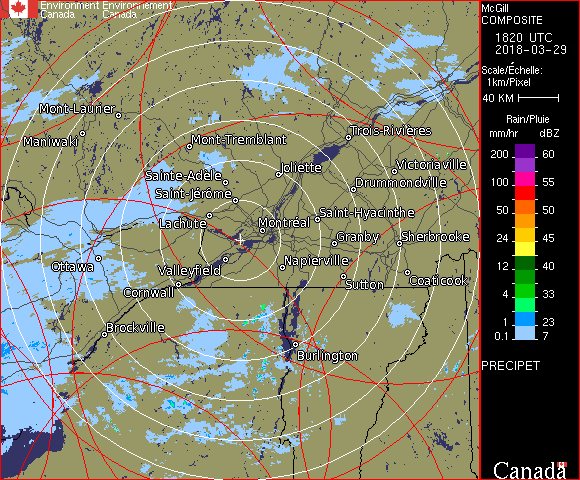 Environment Environnement
Canada Canada
McGill
COMPOSITE
1820 UTC
2018-03-29
Scale/Échelle:
1km/Pixel
40 KM
Rain/Pluie
mm/hr dBZ
200 60
100 55
50 50
24 45
12 40
4 33
1 28
0.1 23
7
PRECIPET
Mont-Laurier
Maniwaki
Mont-Tremblant
Trois-Rivières
Sainte-Adèle
Joliette
Victoriaville
Saint-Jérôme
Drummondville
Lachute
Montréal
Saint-Hyacinthe
Granby
Sherbrooke
Ottawa
Valleyfield
Napierville
Cornwall
Sutton
Coaticook
Brockville
Burlington
Canada